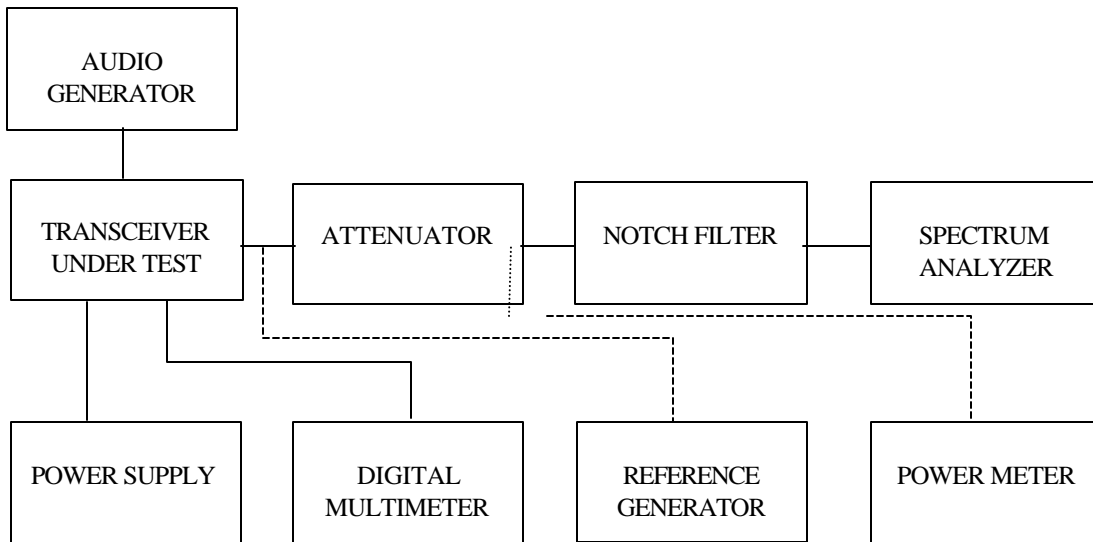 AUDIO
GENERATOR
TRANSCEIVER
UNDER TEST
ATTENUATOR
NOTCH FILTER
SPECTRUM
ANALYZER
POWER SUPPLY
DIGITAL
MULTIMETER
REFERENCE
GENERATOR
POWER METER